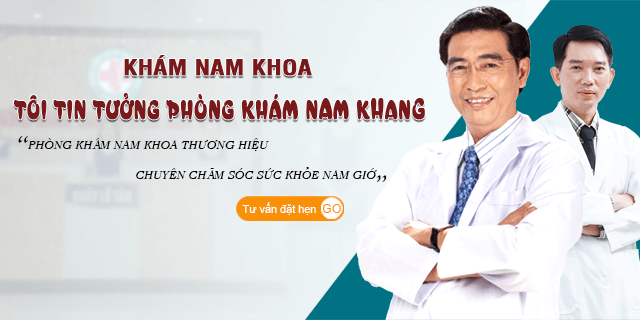 KHÁM NAM KHOA
TÔI TIN TƯỞNG PHÒNG KHÁM NAM KHANG
“PHÒNG KHÁM NAM KHOA THƯƠNG HIỆU
CHUYÊN CHĂM SÓC SỨC KHỎE NAM GIỚ„
Tư vấn đặt hẹn GO